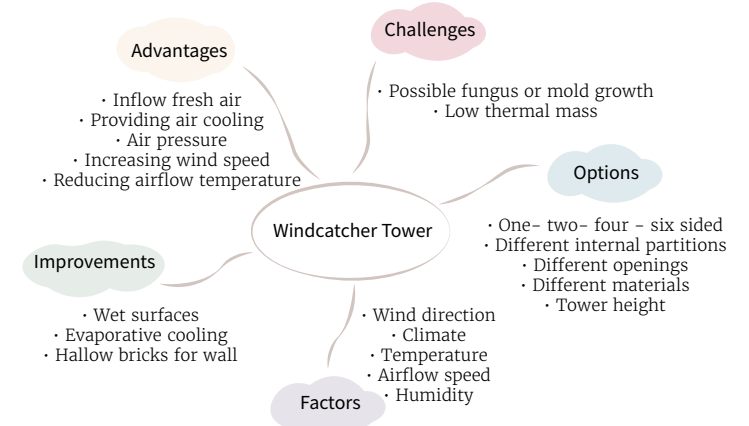 Advantages
· Inflow fresh air
· Providing air cooling
· Air pressure
· Increasing wind speed
· Reducing airflow temperature
Challenges
· Possible fungus or mold growth
· Low thermal mass
Options
· One- two- four - six sided
· Different internal partitions
· Different openings
· Different materials
· Tower height
Windcatcher Tower
Improvements
· Wet surfaces
· Evaporative cooling
· Hallow bricks for wall
· Wind direction
· Climate
· Temperature
· Airflow speed
· Humidity
Factors